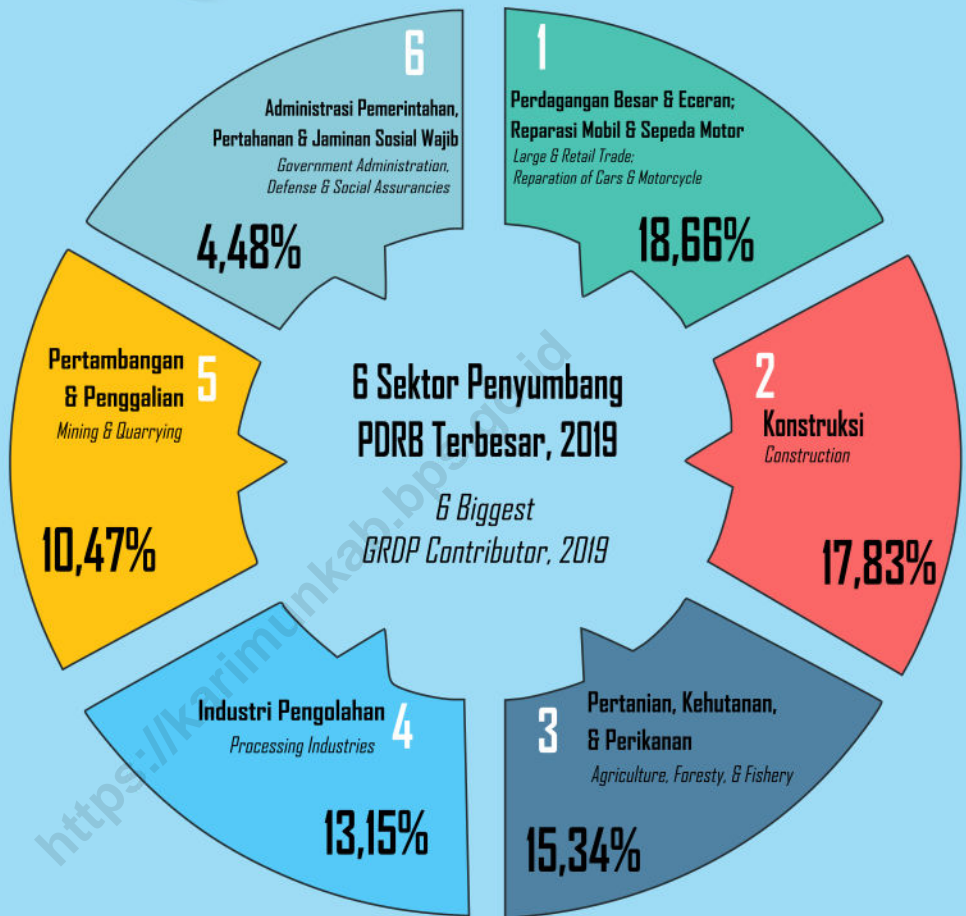 6 Sektor Penyumbang
PDRB Terbesar, 2019
6 Biggest
GRDP Contributor, 2019
1
Perdagangan Besar & Eceran;
Reparasi Mobil & Sepeda Motor
Large & Retail Trade;
Reparation of Cars & Motorcycle
18,66%
2
Konstruksi
Construction
17,83%
3
Pertanian, Kehutanan,
& Perikanan
Agriculture, Foresty, & Fishery
15,34%
4
Industri Pengolahan
Processing Industries
13,15%
5
Pertambangan
& Penggalian
Mining & Quarrying
10,47%
6
Administrasi Pemerintahan,
Pertahanan & Jaminan Sosial Wajib
Government Administration,
Defense & Social Assurancies
4,48%
https://karimunkab.bps.go.id